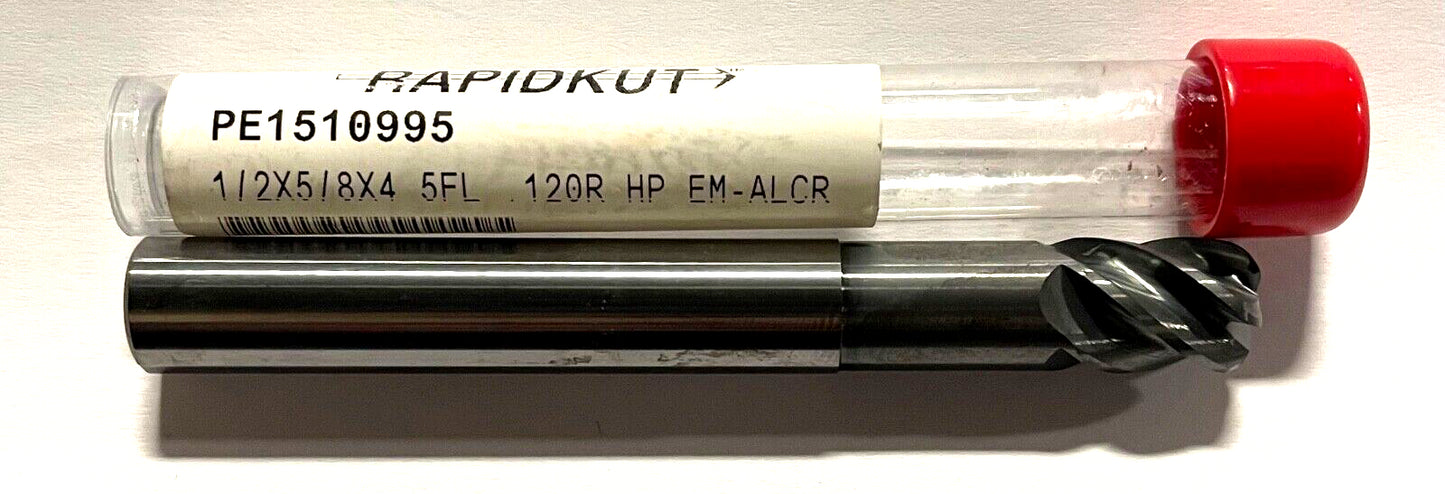 RAPIDKUT
PE1510995
1/2X5/8X4 5FL .120R HP EM-ALCR